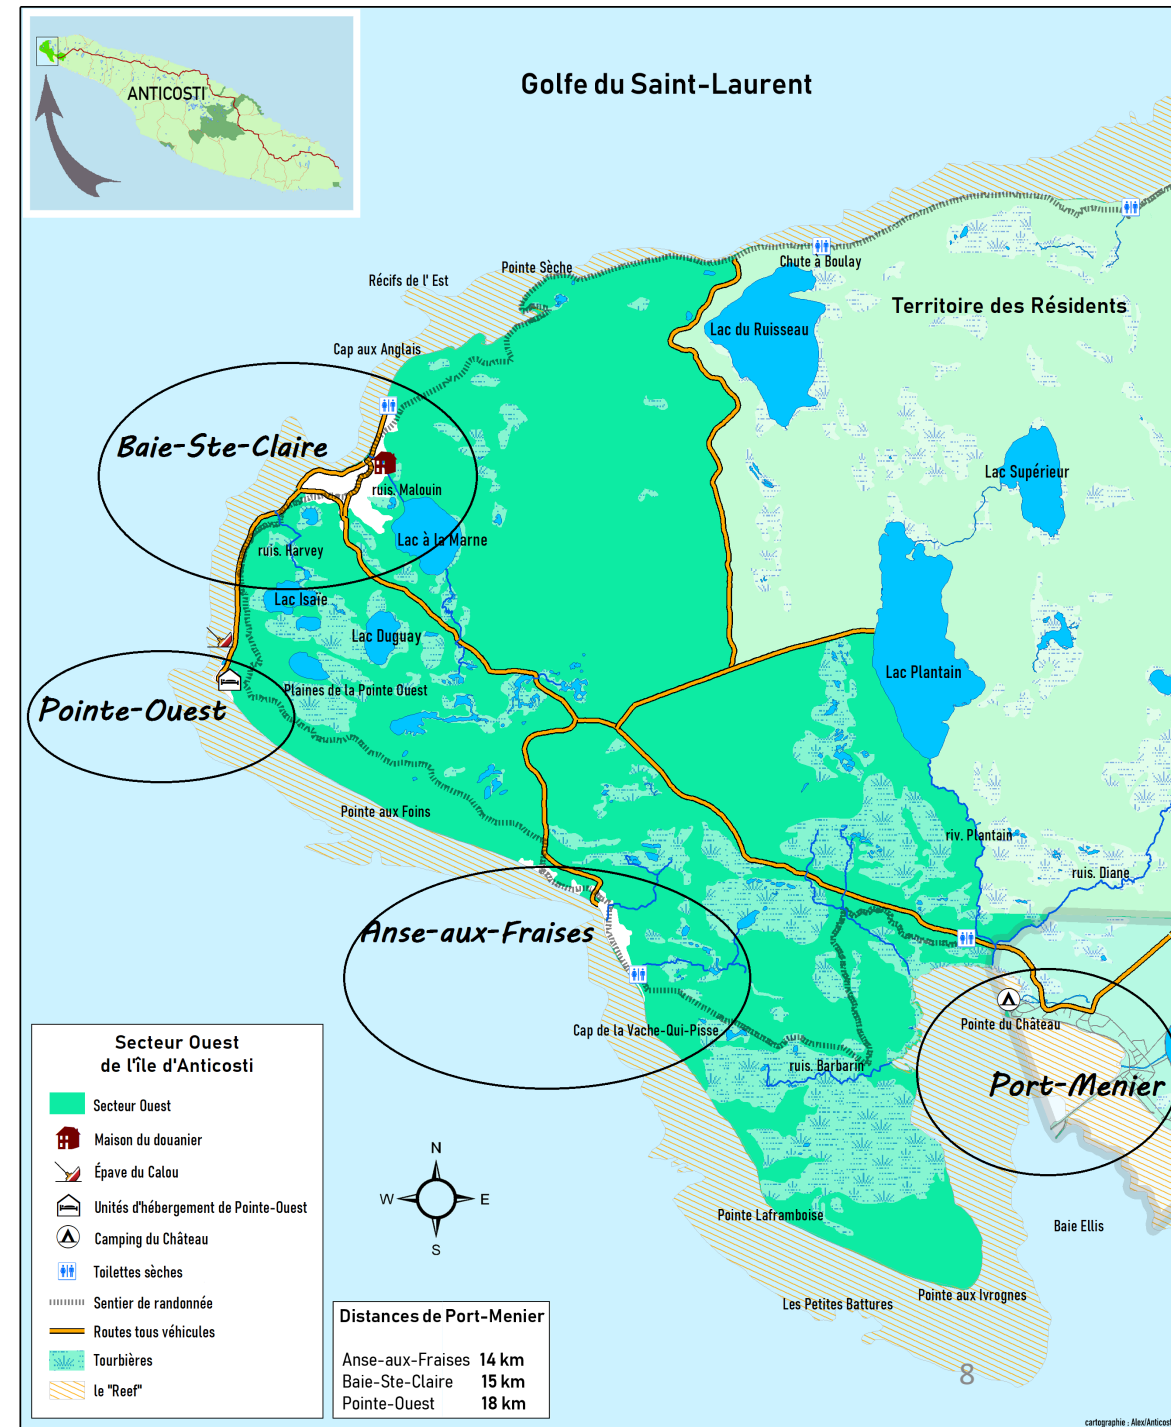 ANTICOSTI
Golfe du Saint-Laurent
Pointe Sèche
Chute à Boulay
Récifs de l' Est
Territoire des Résidents
Lac du Ruisseau
Cap aux Anglais
Baie-Ste-Claire
Lac Supérieur
ruis. Malouin
Lac à la Marne
ruis. Harvey
Lac Isaïe
Lac Duguay
Lac Plantain
Plaines de la Pointe Ouest
Pointe-Ouest
Pointe aux Foins
riv. Plantain
ruis. Diane
Anse-aux-Fraises
Pointe du Château
Cap de la Vache-Qui-Pisse
ruis. Barbarin
Port-Menier
Pointe Laframboise
Baie Ellis
Pointe aux Ivrognes
Les Petites Battures
Secteur Ouest
de l'île d'Anticosti
Secteur Ouest
Maison du douanier
Épave du Calou
Unités d'hébergement de Pointe-Ouest
Camping du Château
Toilettes sèches
Sentier de randonnée
Routes tous véhicules
Tourbières
le "Reef"
N
W E
S
Distances de Port-Menier
Anse-aux-Fraises 14 km
Baie-Ste-Claire 15 km
Pointe-Ouest 18 km
8
cartographie : Alex/Anticost